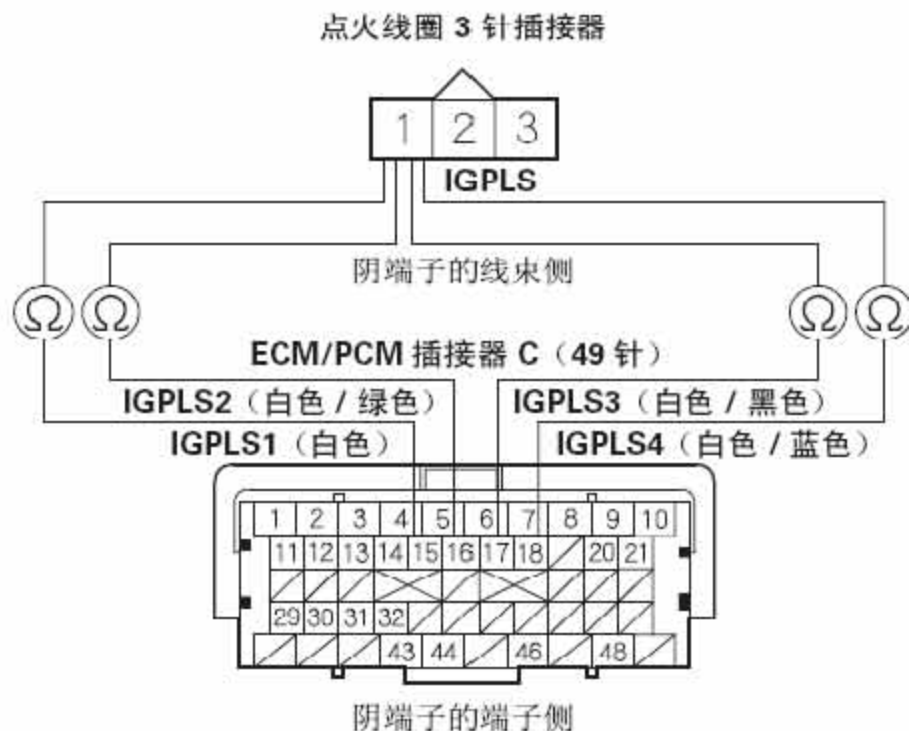 点火线圈 3 针插接器
1 2 3
IGPLS
阴端子的线束侧
Ω Ω Ω Ω
ECM/PCM 插接器 C（49 针）
IGPLS2（白色 / 绿色） IGPLS3（白色 / 黑色）
IGPLS1（白色） IGPLS4（白色 / 蓝色）
1 2 3 4 5 6 7 8 9 10
11 12 13 14 15 16 17 18 20 21
29 30 31 32
43 44 46 48
阴端子的端子侧